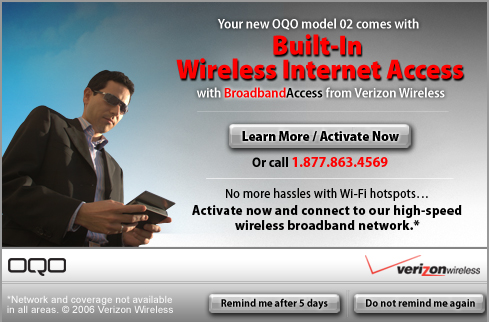 Your new OQO model 02 comes with
Built-In
Wireless Internet Access
with BroadbandAccess from Verizon Wireless
Learn More / Activate Now
Or call 1.877.863.4569
No more hassles with Wi-Fi hotspots...
Activate now and connect to our high-speed
wireless broadband network.*
OQO
verizonwireless
*Network and coverage not available
in all areas. © 2006 Verizon Wireless
Remind me after 5 days
Do not remind me again